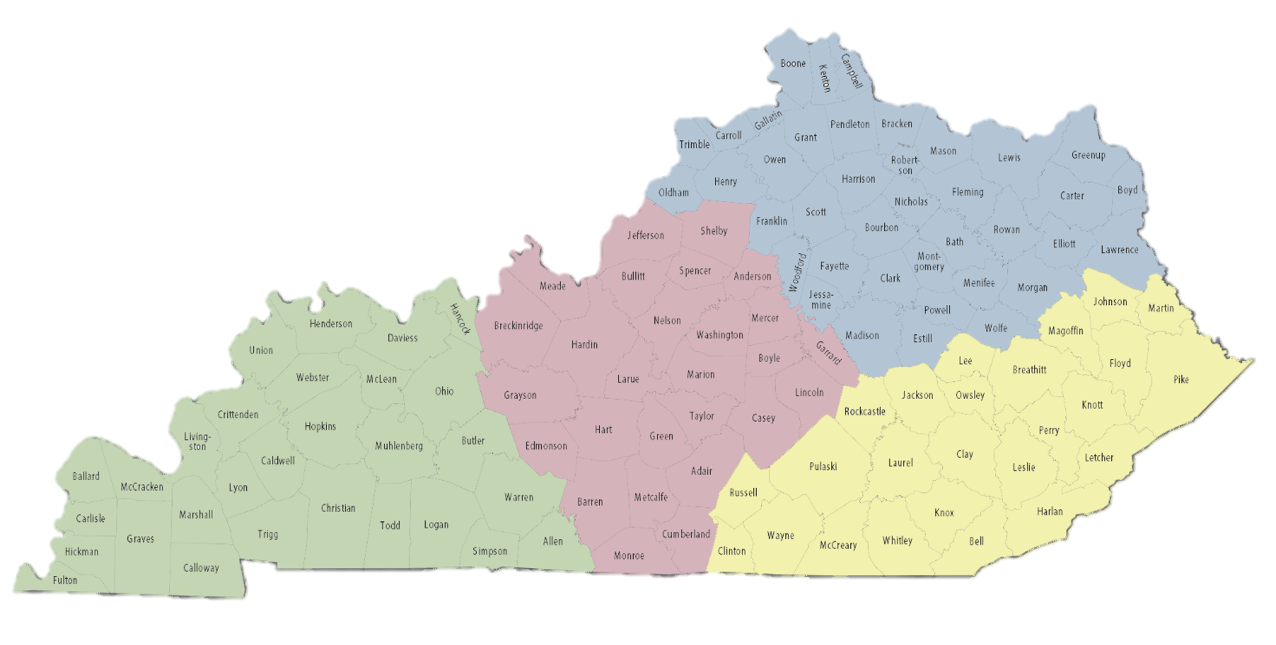 Boone
Kenton
Campbell
Gallatin
Pendleton
Bracken
Carroll
Grant
Trimble
Owen
Mason
Robert-
son
Lewis
Greenup
Henry
Harrison
Oldham
Fleming
Carter
Boyd
Nicholas
Franklin
Scott
Bourbon
Rowan
Bath
Elliott
Lawrence
Woodford
Fayette
Mont-
gomery
Clark
Menifee
Morgan
Jessa-
mine
Powell
Madison
Estill
Wolfe
Jefferson
Shelby
Bullitt
Spencer
Anderson
Meade
Breckinridge
Nelson
Mercer
Washington
Hardin
Garrard
Boyle
Larue
Marion
Grayson
Lincoln
Taylor
Casey
Hart
Green
Edmonson
Adair
Barren
Metcalfe
Cumberland
Monroe
Hancock
Henderson
Daviess
Union
Webster
McLean
Ohio
Crittenden
Hopkins
Living-
ston
Muhlenberg
Butler
Caldwell
Ballard
McCracken
Lyon
Warren
Christian
Marshall
Carlisle
Todd
Logan
Trigg
Graves
Allen
Hickman
Simpson
Calloway
Fulton
Johnson
Martin
Magoffin
Lee
Breathitt
Floyd
Pike
Jackson
Owsley
Knott
Rockcastle
Perry
Clay
Letcher
Pulaski
Laurel
Leslie
Russell
Knox
Harlan
Wayne
Whitley
Bell
McCreary
Clinton